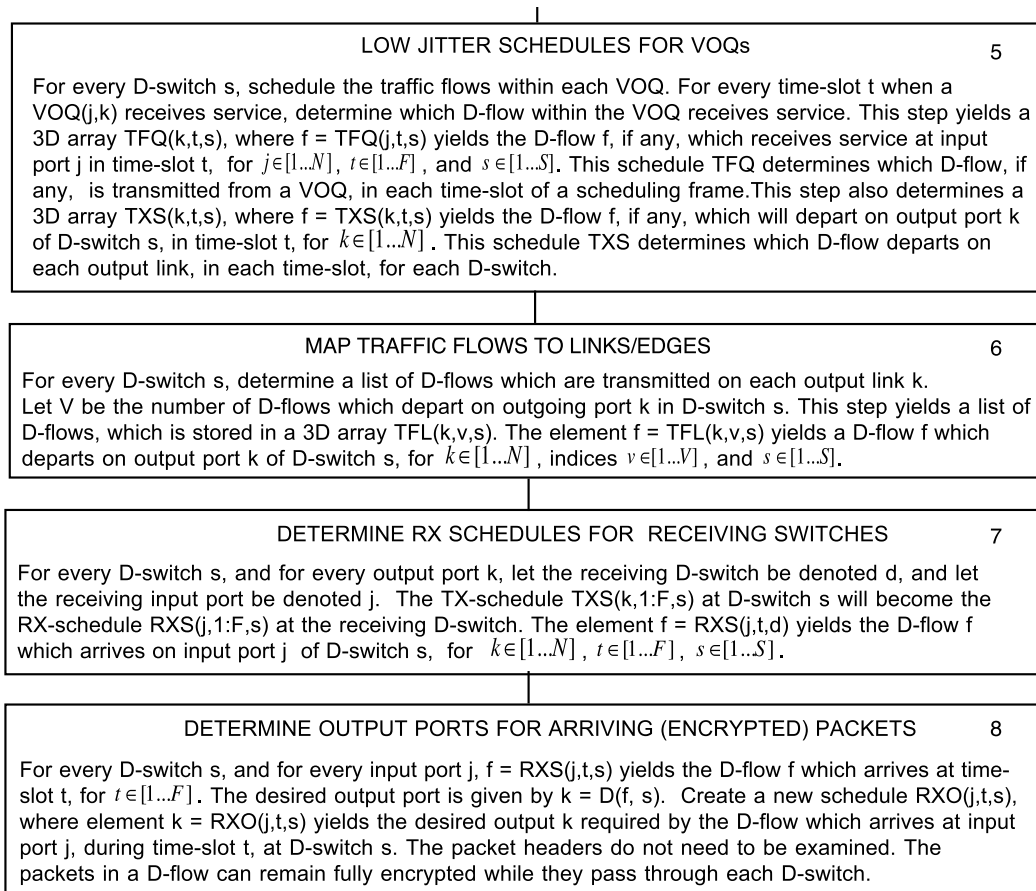 LOW JITTER SCHEDULES FOR VOQs 5
For every D-switch s, schedule the traffic flows within each VOQ. For every time-slot t when a
VOQ(j,k) receives service, determine which D-flow within the VOQ receives service. This step yields a
3D array TFQ(k,t,s), where f = TFQ(j,t,s) yields the D-flow f, if any, which receives service at input
port j in time-slot t, for j∈[1...N], t∈[1...F], and s∈[1...S]. This schedule TFQ determines which D-flow, if
any, is transmitted from a VOQ, in each time-slot of a scheduling frame.This step also determines a
3D array TXS(k,t,s), where f = TXS(k,t,s) yields the D-flow f, if any, which will depart on output port k
of D-switch s, in time-slot t, for k∈[1...N]. This schedule TXS determines which D-flow departs on
each output link, in each time-slot, for each D-switch.
MAP TRAFFIC FLOWS TO LINKS/EDGES 6
For every D-switch s, determine a list of D-flows which are transmitted on each output link k.
Let V be the number of D-flows which depart on outgoing port k in D-switch s. This step yields a list of
D-flows, which is stored in a 3D array TFL(k,v,s). The element f = TFL(k,v,s) yields a D-flow f which
departs on output port k of D-switch s, for k∈[1...N], indices v∈[1...V], and s∈[1...S].
DETERMINE RX SCHEDULES FOR RECEIVING SWITCHES 7
For every D-switch s, and for every output port k, let the receiving D-switch be denoted d, and let
the receiving input port be denoted j. The TX-schedule TXS(k,1:F,s) at D-switch s will become the
RX-schedule RXS(j,1:F,s) at the receiving D-switch. The element f = RXS(j,t,d) yields the D-flow f
which arrives on input port j of D-switch s, for k∈[1...N], t∈[1...F], s∈[1...S].
DETERMINE OUTPUT PORTS FOR ARRIVING (ENCRYPTED) PACKETS 8
For every D-switch s, and for every input port j, f = RXS(j,t,s) yields the D-flow f which arrives at time-
slot t, for t∈[1...F]. The desired output port is given by k = D(f, s). Create a new schedule RXO(j,t,s),
where element k = RXO(j,t,s) yields the desired output k required by the D-flow which arrives at input
port j, during time-slot t, at D-switch s. The packet headers do not need to be examined. The
packets in a D-flow can remain fully encrypted while they pass through each D-switch.